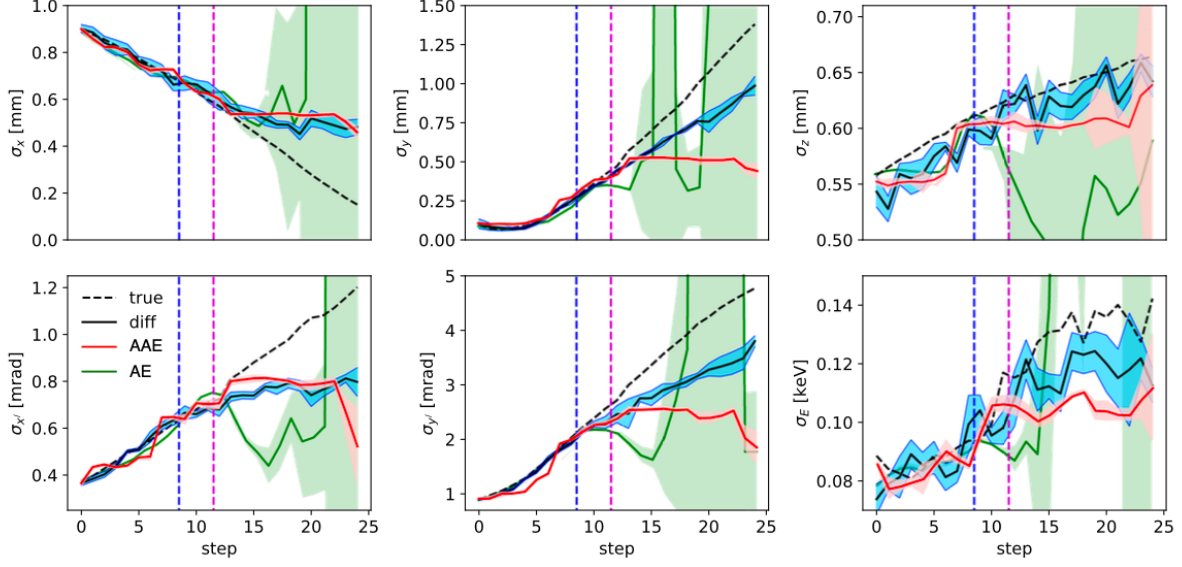 1.0
0.8
0.6
0.4
0.2
0.0
σx [mm]
1.50
1.25
1.00
0.75
0.50
0.25
0.00
σy [mm]
0.70
0.65
0.60
0.55
0.50
σz [mm]
1.2
1.0
0.8
0.6
0.4
σx′ [mrad]
true
diff
AAE
AE
0 5 10 15 20 25
step
5
4
3
2
1
σy′ [mrad]
0 5 10 15 20 25
step
0.14
0.12
0.10
0.08
σE [keV]
0 5 10 15 20 25
step